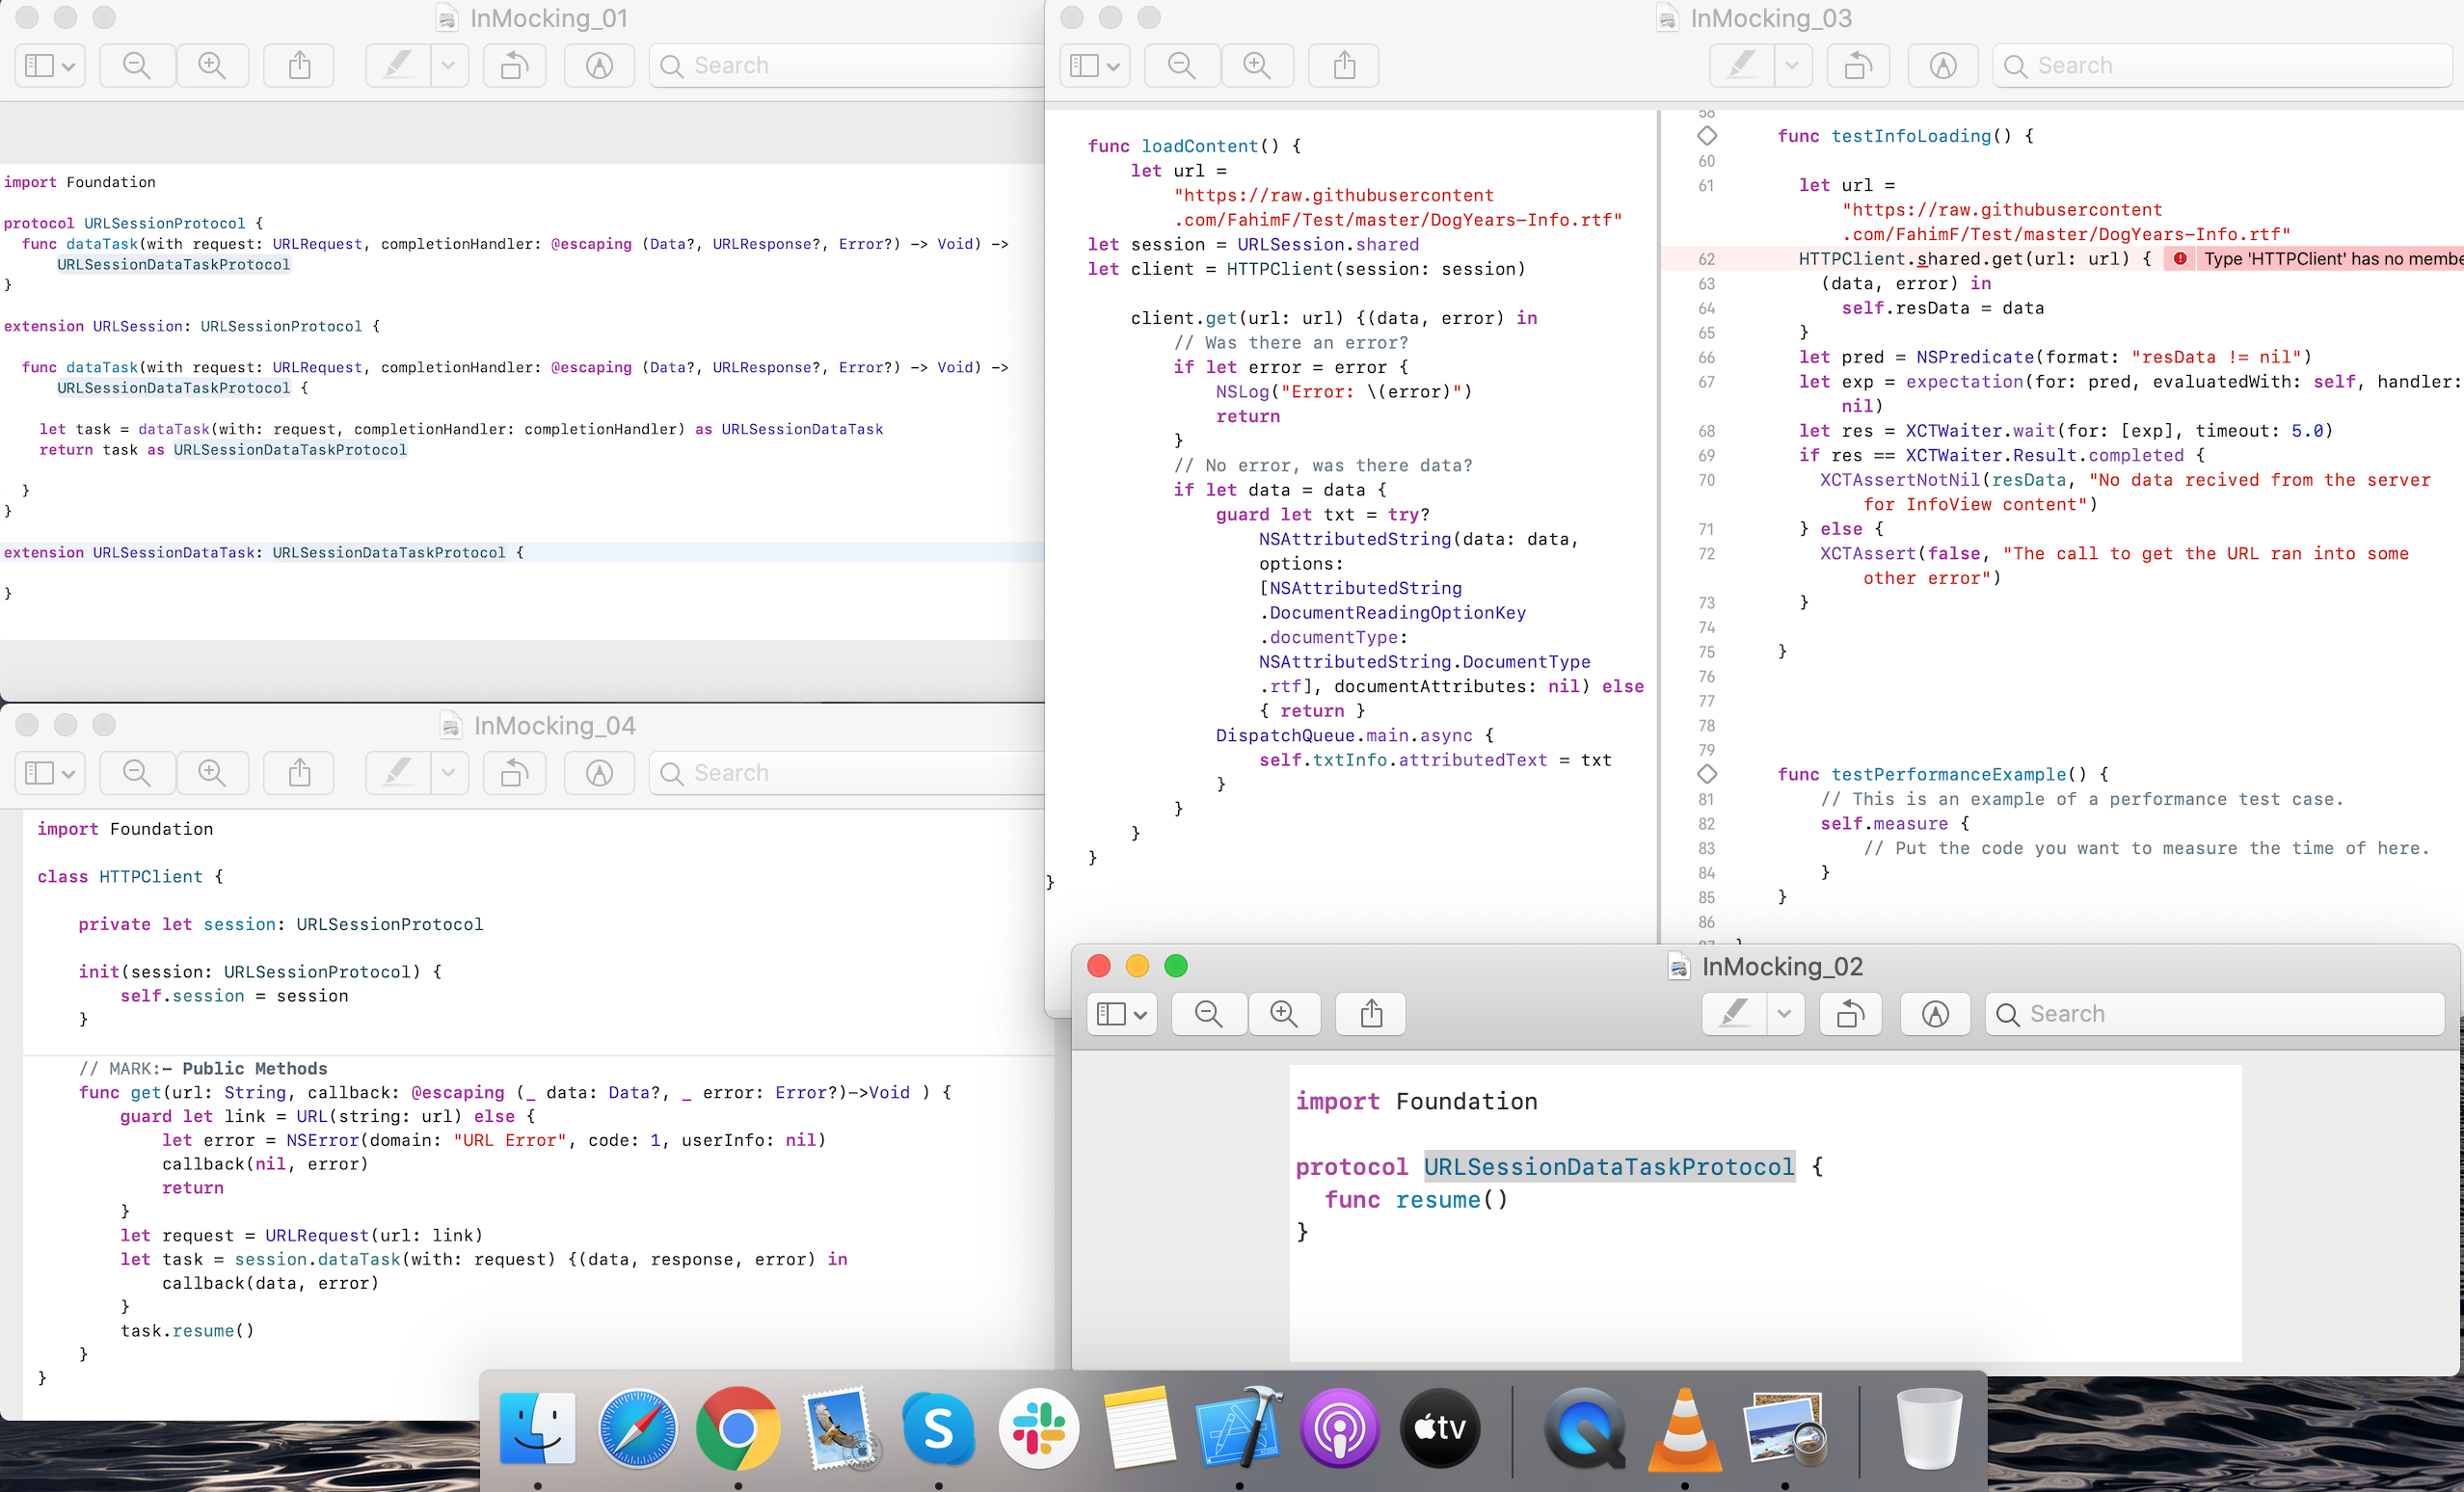 InMocking_01
Search
import Foundation
protocol URLSessionProtocol {
func dataTask(with request: URLRequest, completionHandler: @escaping (Data?, URLResponse?, Error?) -> Void) ->
URLSessionDataTaskProtocol
}
extension URLSession: URLSessionProtocol {
func dataTask(with request: URLRequest, completionHandler: @escaping (Data?, URLResponse?, Error?) -> Void) ->
URLSessionDataTaskProtocol {
let task = dataTask(with: request, completionHandler: completionHandler) as URLSessionDataTask
return task as URLSessionDataTaskProtocol
}
}
extension URLSessionDataTask: URLSessionDataTaskProtocol {
}
InMocking_03
Search
func loadContent() {
let url =
"https://raw.githubusercontent
.com/FahimF/Test/master/DogYears-Info.rtf"
let session = URLSession.shared
let client = HTTPClient(session: session)
client.get(url: url) {(data, error) in
// Was there an error?
if let error = error {
NSLog("Error: \(error)")
return
}
// No error, was there data?
if let data = data {
guard let txt = try?
NSAttributedString(data: data,
options:
[NSAttributedString
.DocumentReadingOptionKey
.documentType:
NSAttributedString.DocumentType
.rtf], documentAttributes: nil) else
{ return }
DispatchQueue.main.async {
self.txtInfo.attributedText = txt
}
}
}
}
}
58
func testInfoLoading() {
60
61 let url =
"https://raw.githubusercontent
.com/FahimF/Test/master/DogYears-Info.rtf"
62 HTTPClient.shared.get(url: url) { Type 'HTTPClient' has no membe
63 (data, error) in
64 self.resData = data
65 }
66 let pred = NSPredicate(format: "resData != nil")
67 let exp = expectation(for: pred, evaluatedWith: self, handler:
nil)
68 let res = XCTWaiter.wait(for: [exp], timeout: 5.0)
69 if res == XCTWaiter.Result.completed {
70 XCTAssertNotNil(resData, "No data recived from the server
for InfoView content")
71 } else {
72 XCTAssert(false, "The call to get the URL ran into some
other error")
73 }
74
75 }
76
77
78
79
func testPerformanceExample() {
81 // This is an example of a performance test case.
82 self.measure {
83 // Put the code you want to measure the time of here.
84 }
85 }
86
InMocking_04
Search
import Foundation
class HTTPClient {
private let session: URLSessionProtocol
init(session: URLSessionProtocol) {
self.session = session
}
// MARK:- Public Methods
func get(url: String, callback: @escaping (_ data: Data?, _ error: Error?)->Void ) {
guard let link = URL(string: url) else {
let error = NSError(domain: "URL Error", code: 1, userInfo: nil)
callback(nil, error)
return
}
let request = URLRequest(url: link)
let task = session.dataTask(with: request) {(data, response, error) in
callback(data, error)
}
task.resume()
}
}
InMocking_02
Search
import Foundation
protocol URLSessionDataTaskProtocol {
func resume()
}
tv